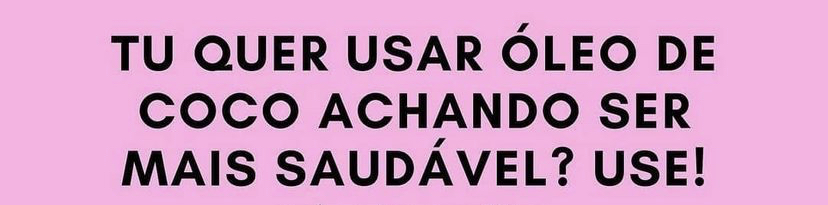 TU QUER USAR ÓLEO DE
COCO ACHANDO SER
MAIS SAUDÁVEL? USE!